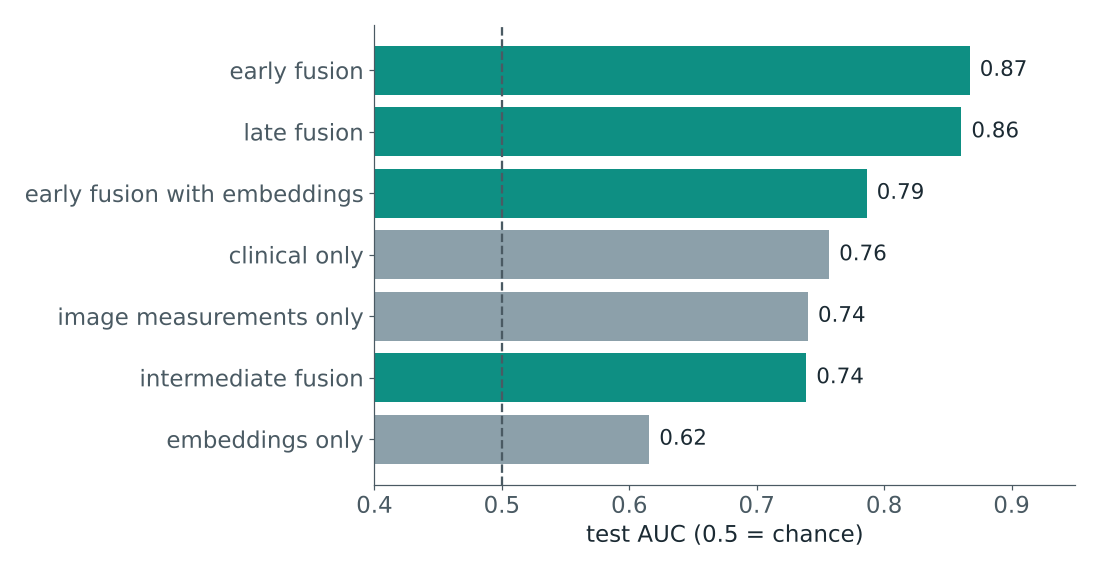 early fusion 0.87
late fusion 0.86
early fusion with embeddings 0.79
clinical only 0.76
image measurements only 0.74
intermediate fusion 0.74
embeddings only 0.62
0.4 0.5 0.6 0.7 0.8 0.9
test AUC (0.5 = chance)